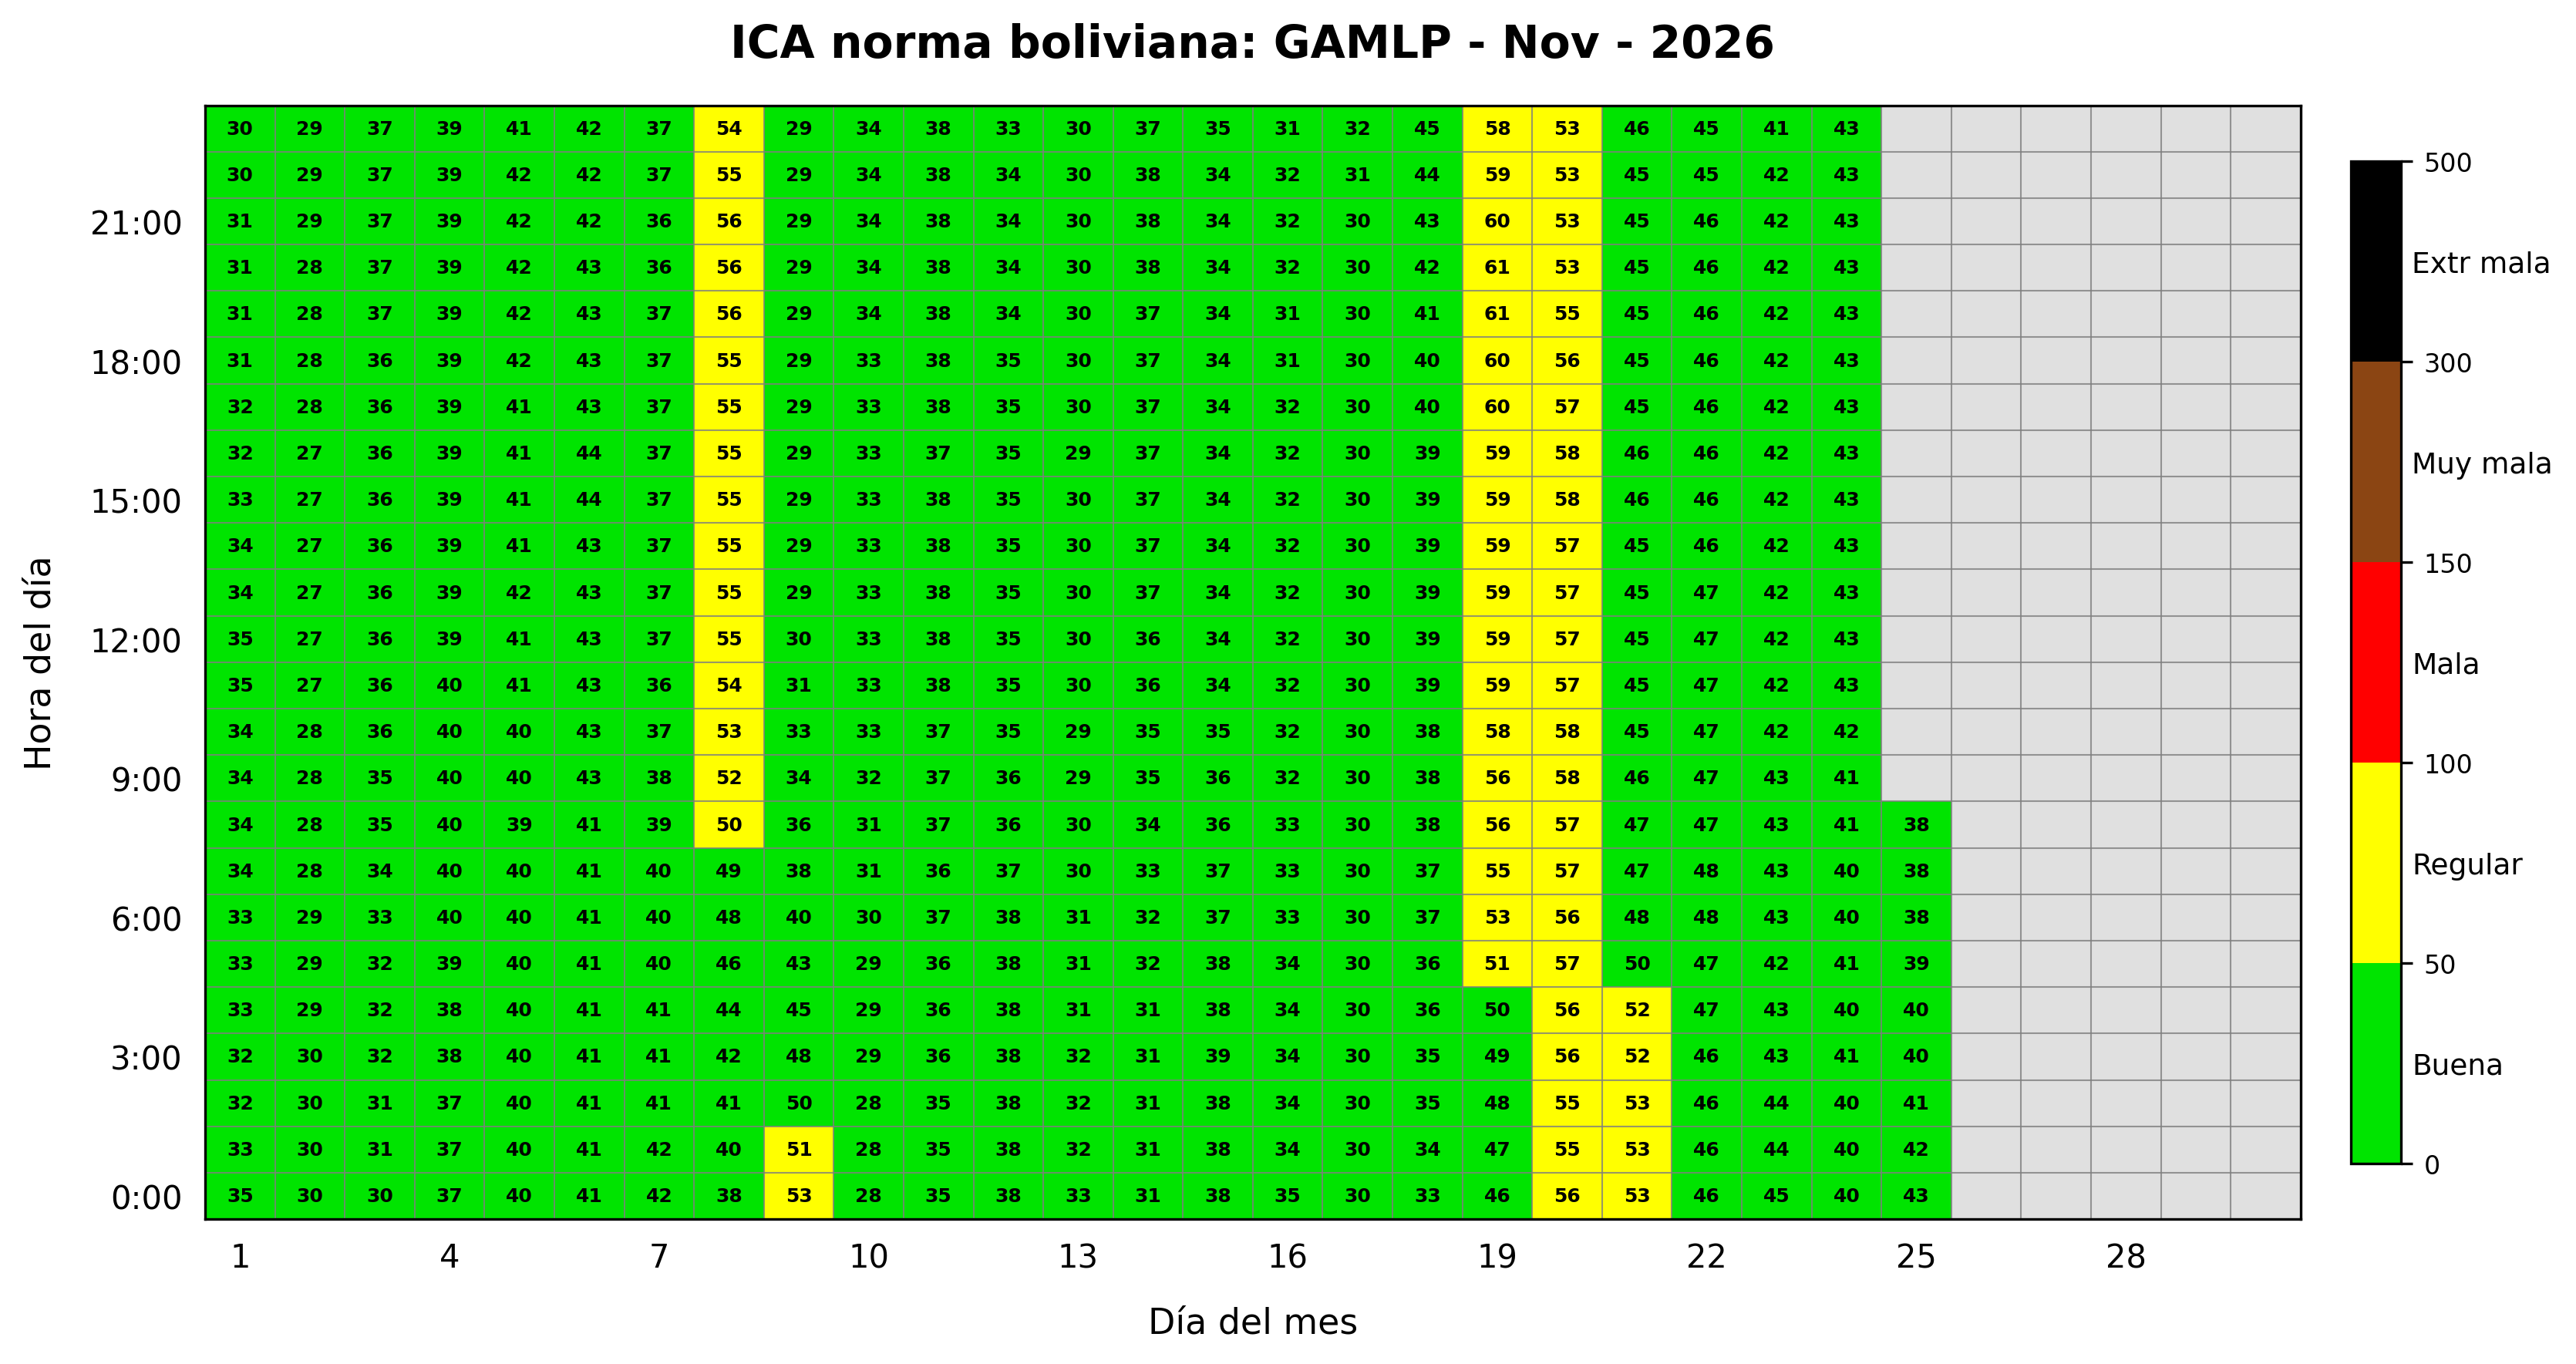 ICA norma boliviana: GAMLP - Nov - 2026
30 29 37 39 41 42 37 54 29 34 38 33 30 37 35 31 32 45 58 53 46 45 41 43
30 29 37 39 42 42 37 55 29 34 38 34 30 38 34 32 31 44 59 53 45 45 42 43
21:00 31 29 37 39 42 42 36 56 29 34 38 34 30 38 34 32 30 43 60 53 45 46 42 43
31 28 37 39 42 43 36 56 29 34 38 34 30 38 34 32 30 42 61 53 45 46 42 43
31 28 37 39 42 43 37 56 29 34 38 34 30 37 34 31 30 41 61 55 45 46 42 43
18:00 31 28 36 39 42 43 37 55 29 33 38 35 30 37 34 31 30 40 60 56 45 46 42 43
32 28 36 39 41 43 37 55 29 33 38 35 30 37 34 32 30 40 60 57 45 46 42 43
32 27 36 39 41 44 37 55 29 33 37 35 29 37 34 32 30 39 59 58 46 46 42 43
15:00 33 27 36 39 41 44 37 55 29 33 38 35 30 37 34 32 30 39 59 58 46 46 42 43
34 27 36 39 41 43 37 55 29 33 38 35 30 37 34 32 30 39 59 57 45 46 42 43
34 27 36 39 42 43 37 55 29 33 38 35 30 37 34 32 30 39 59 57 45 47 42 43
12:00 35 27 36 39 41 43 37 55 30 33 38 35 30 36 34 32 30 39 59 57 45 47 42 43
35 27 36 40 41 43 36 54 31 33 38 35 30 36 34 32 30 39 59 57 45 47 42 43
34 28 36 40 40 43 37 53 33 33 37 35 29 35 35 32 30 38 58 58 45 47 42 42
9:00 34 28 35 40 40 43 38 52 34 32 37 36 29 35 36 32 30 38 56 58 46 47 43 41
34 28 35 40 39 41 39 50 36 31 37 36 30 34 36 33 30 38 56 57 47 47 43 41 38
34 28 34 40 40 41 40 49 38 31 36 37 30 33 37 33 30 37 55 57 47 48 43 40 38
6:00 33 29 33 40 40 41 40 48 40 30 37 38 31 32 37 33 30 37 53 56 48 48 43 40 38
33 29 32 39 40 41 40 46 43 29 36 38 31 32 38 34 30 36 51 57 50 47 42 41 39
33 29 32 38 40 41 41 44 45 29 36 38 31 31 38 34 30 36 50 56 52 47 43 40 40
3:00 32 30 32 38 40 41 41 42 48 29 36 38 32 31 39 34 30 35 49 56 52 46 43 41 40
32 30 31 37 40 41 41 41 50 28 35 38 32 31 38 34 30 35 48 55 53 46 44 40 41
33 30 31 37 40 41 42 40 51 28 35 38 32 31 38 34 30 34 47 55 53 46 44 40 42
0:00 35 30 30 37 40 41 42 38 53 28 35 38 33 31 38 35 30 33 46 56 53 46 45 40 43
1 4 7 10 13 16 19 22 25 28
Día del mes
Hora del día
500
Extr mala
300
Muy mala
150
Mala
100
Regular
50
Buena
0